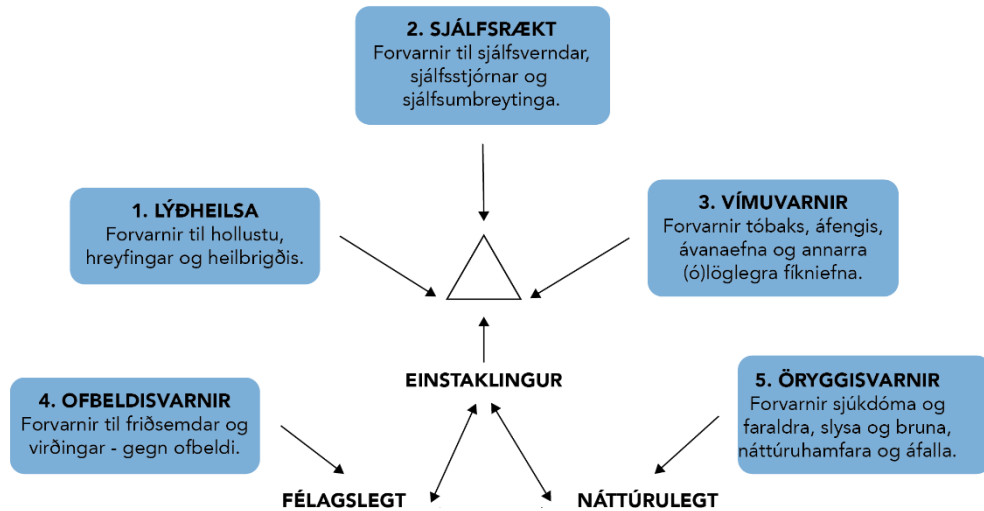 2. SJÁLFSRÆKT
Forvarnir til sjálfsverndar,
sjálfsstjórnar og
sjálfsumbreytinga.
1. LÝÐHEILSA
Forvarnir til hollustu,
hreyfingar og heilbrigðis.
3. VÍMUVARNIR
Forvarnir tóbaks, áfengis,
ávanaefna og annarra
(ó)löglegra fíkniefna.
EINSTAKLINGUR
4. OFBELDISVARNIR
Forvarnir til friðsemdar og
virðingar - gegn ofbeldi.
5. ÖRYGGISVARNIR
Forvarnir sjúkdóma og
faraldra, slysa og bruna,
náttúruhamfara og áfalla.
FÉLAGSLEGT
NÁTTÚRULEGT